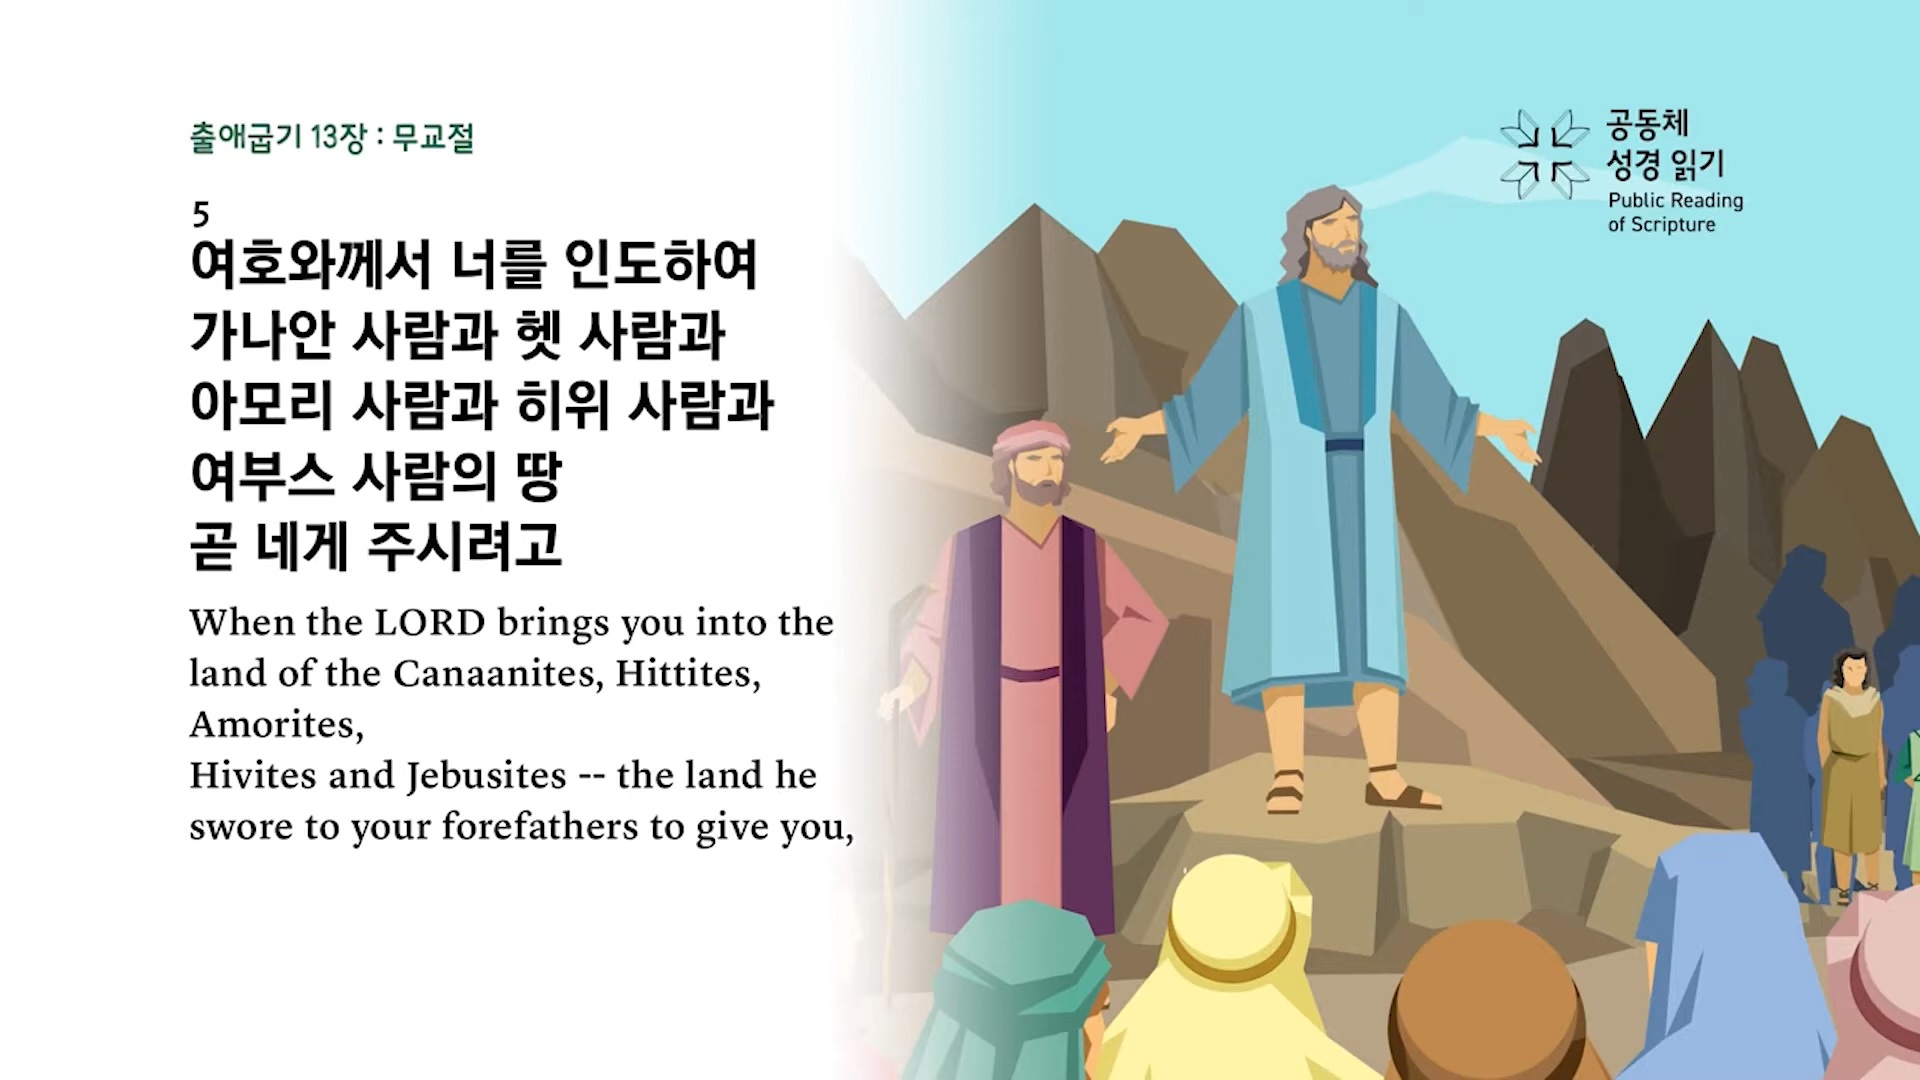 출애굽기 13장 : 무교절
5
여호와께서 너를 인도하여
가나안 사람과 헷 사람과
아모리 사람과 히위 사람과
여부스 사람의 땅
곧 네게 주시려고
When the LORD brings you into the
land of the Canaanites, Hittites,
Amorites,
Hivites and Jebusites -- the land he
swore to your forefathers to give you,
공동체
성경 읽기
Public Reading
of Scripture